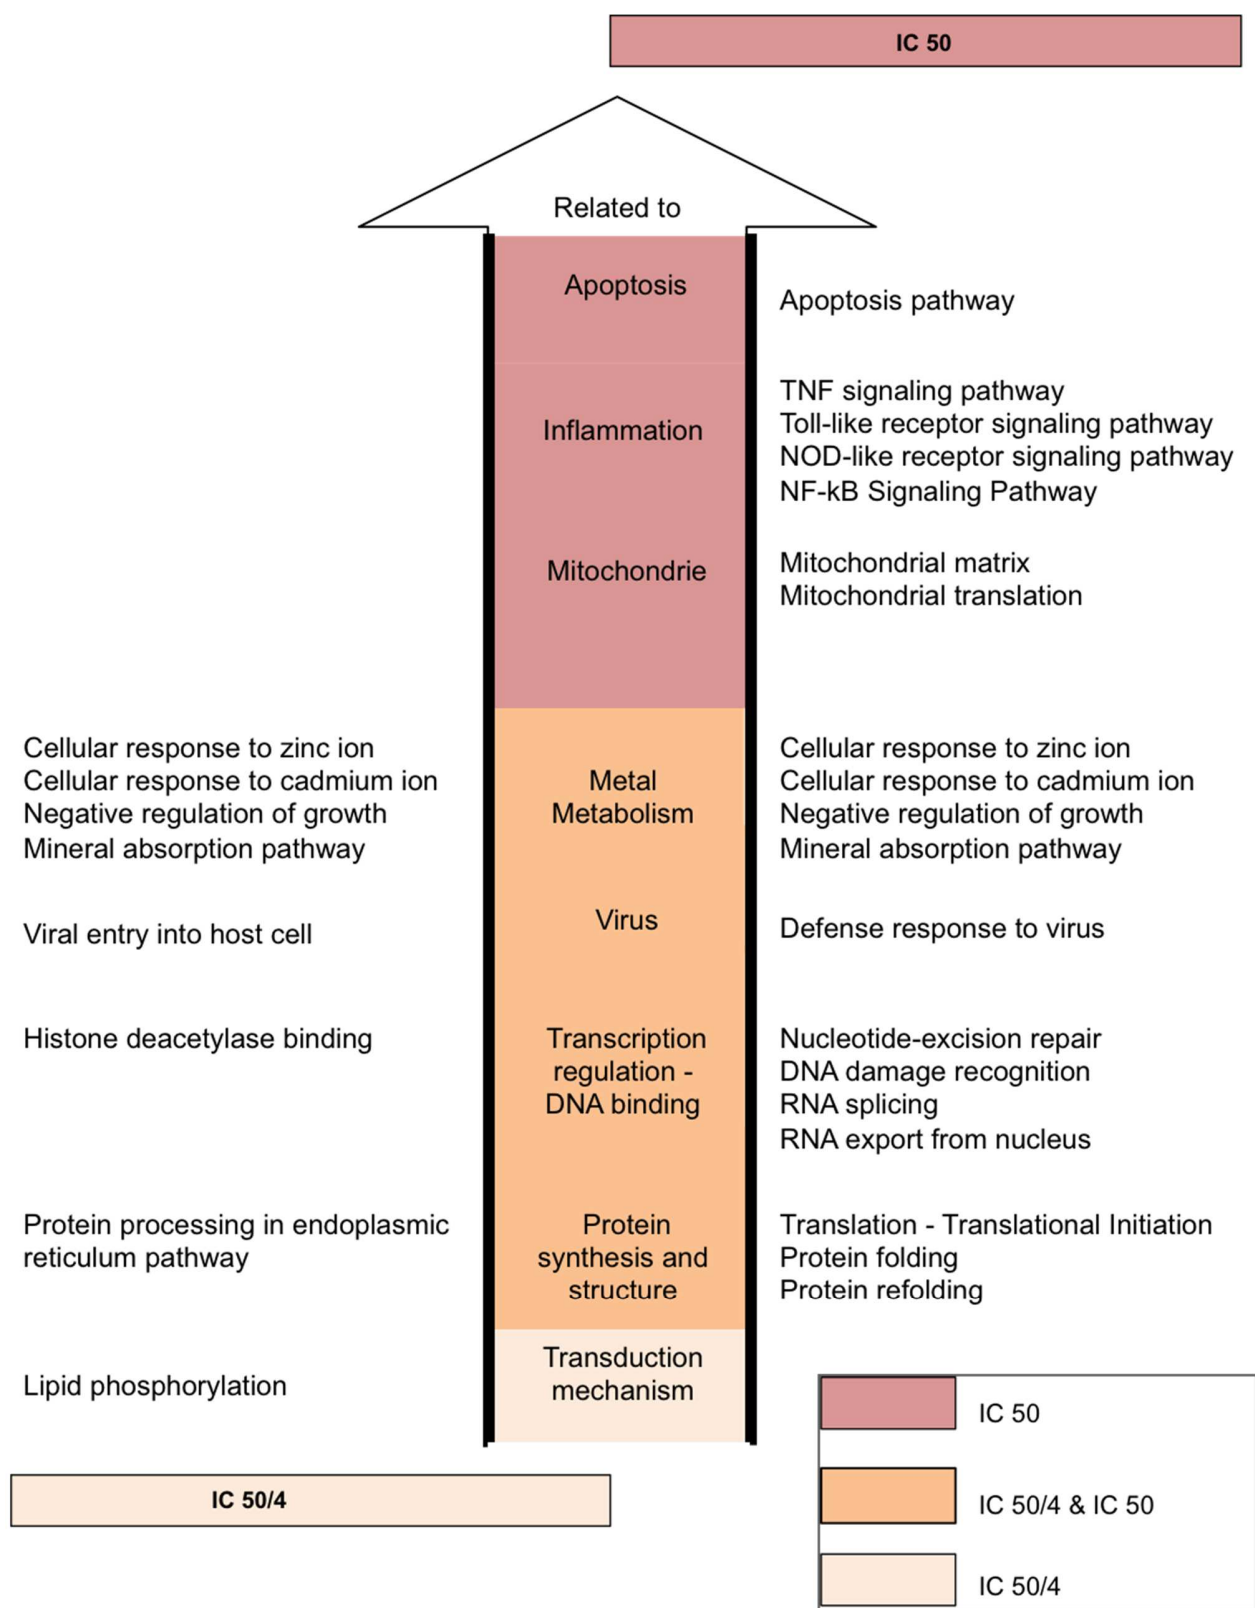 IC 50
Related to
Apoptosis
Apoptosis pathway
Inflammation
TNF signaling pathway
Toll-like receptor signaling pathway
NOD-like receptor signaling pathway
NF-kB Signaling Pathway
Mitochondrie
Mitochondrial matrix
Mitochondrial translation
Cellular response to zinc ion
Cellular response to cadmium ion
Negative regulation of growth
Mineral absorption pathway
Metal
Metabolism
Cellular response to zinc ion
Cellular response to cadmium ion
Negative regulation of growth
Mineral absorption pathway
Viral entry into host cell
Virus
Defense response to virus
Histone deacetylase binding
Transcription
regulation -
DNA binding
Nucleotide-excision repair
DNA damage recognition
RNA splicing
RNA export from nucleus
Protein processing in endoplasmic
reticulum pathway
Protein
synthesis and
structure
Translation - Translational Initiation
Protein folding
Protein refolding
Lipid phosphorylation
Transduction
mechanism
IC 50/4
IC 50
IC 50/4 & IC 50
IC 50/4